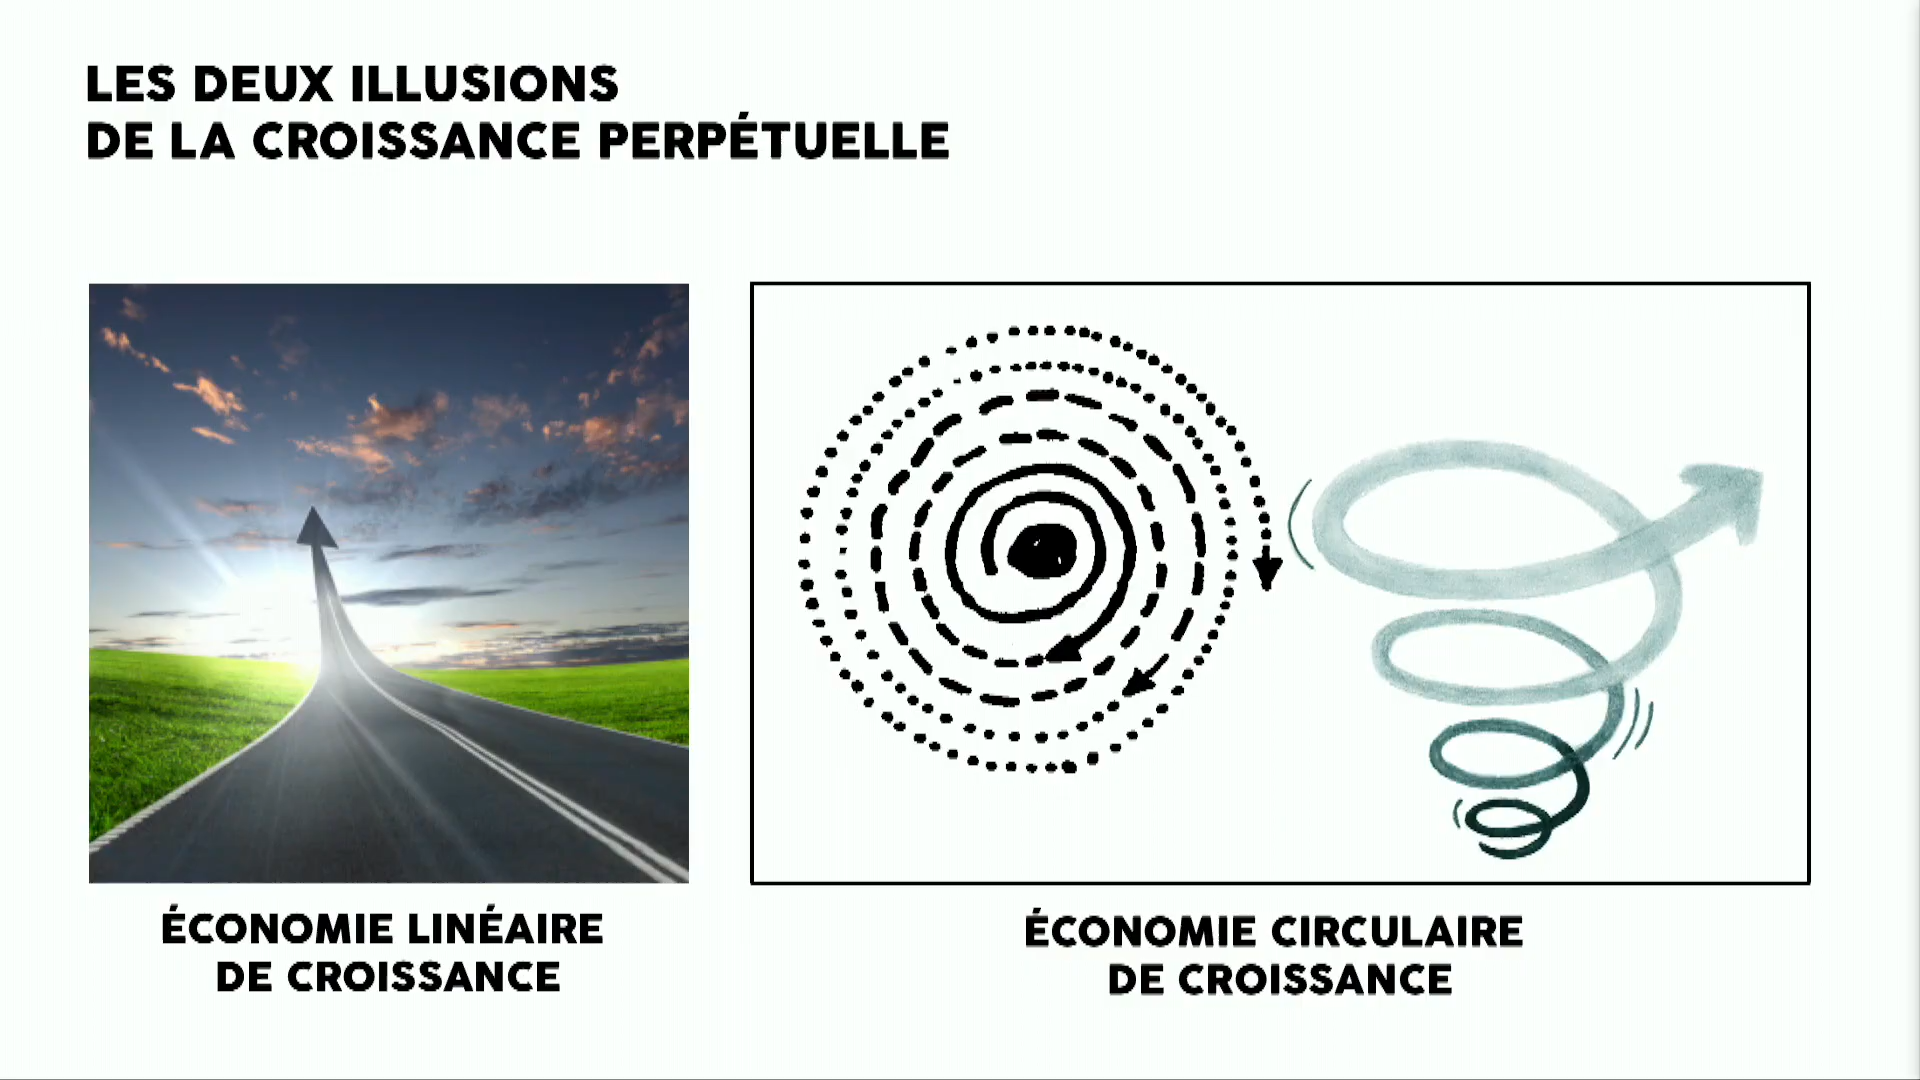 LES DEUX ILLUSIONS
DE LA CROISSANCE PERPÉTUELLE
ÉCONOMIE LINÉAIRE
DE CROISSANCE
ÉCONOMIE CIRCULAIRE
DE CROISSANCE